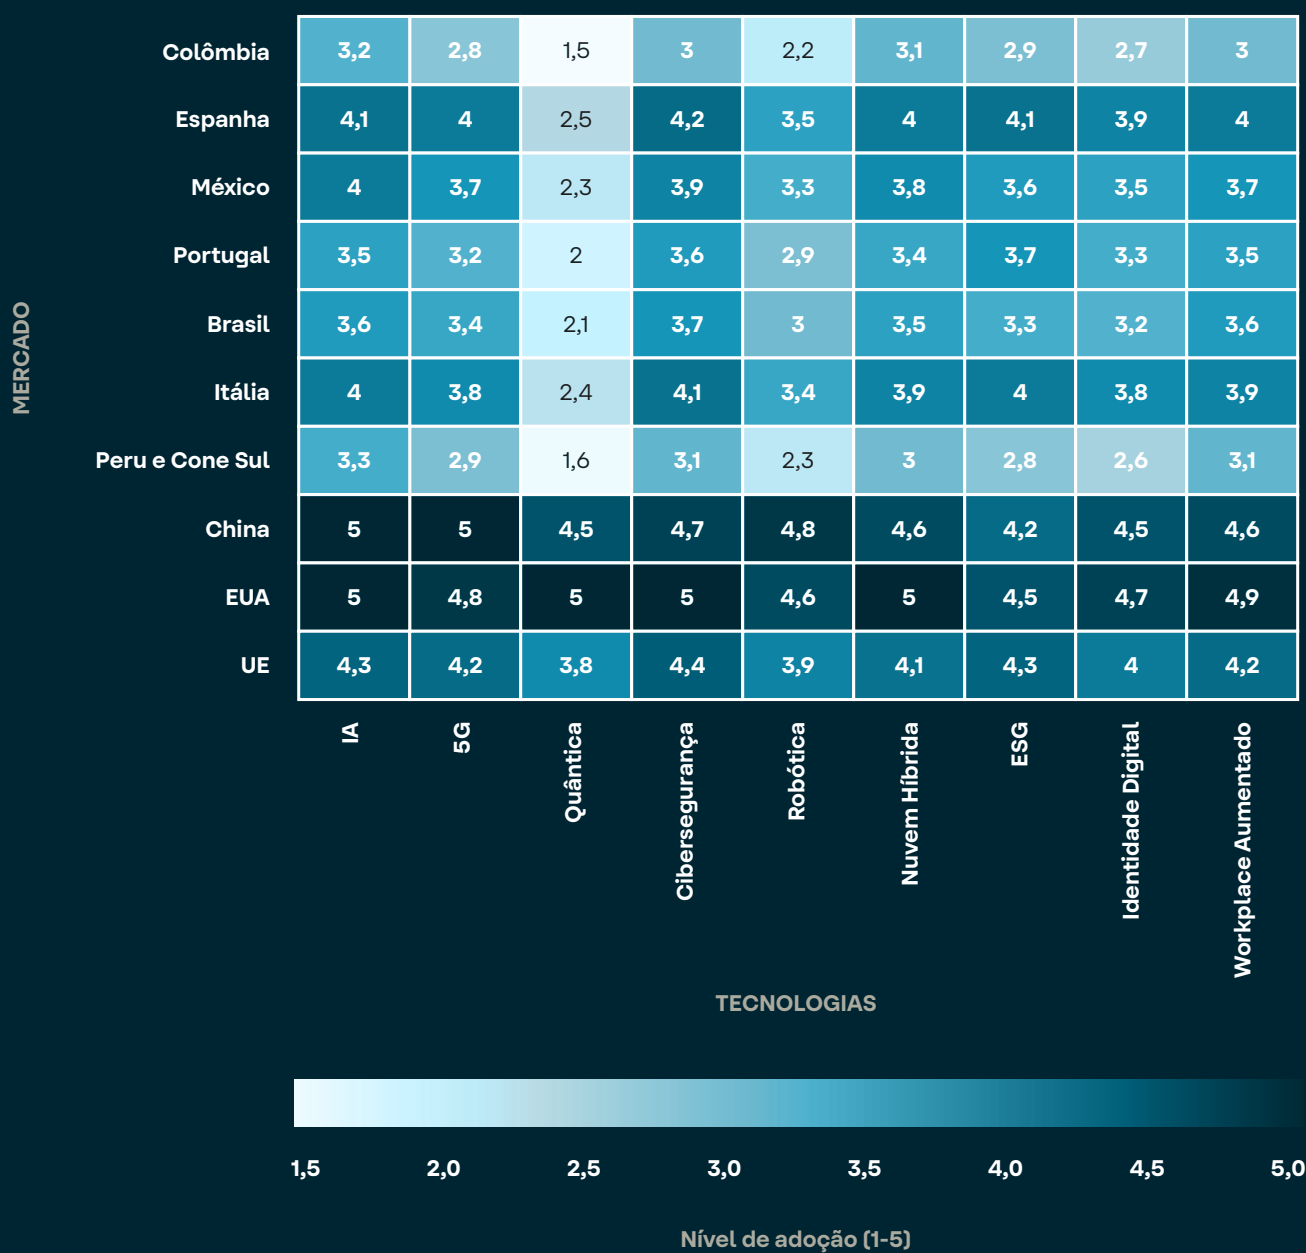 MERCADO
Colômbia 3,2 2,8 1,5 3 2,2 3,1 2,9 2,7 3
Espanha 4,1 4 2,5 4,2 3,5 4 4,1 3,9 4
México 4 3,7 2,3 3,9 3,3 3,8 3,6 3,5 3,7
Portugal 3,5 3,2 2 3,6 2,9 3,4 3,7 3,3 3,5
Brasil 3,6 3,4 2,1 3,7 3 3,5 3,3 3,2 3,6
Itália 4 3,8 2,4 4,1 3,4 3,9 4 3,8 3,9
Peru e Cone Sul 3,3 2,9 1,6 3,1 2,3 3 2,8 2,6 3,1
China 5 5 4,5 4,7 4,8 4,6 4,2 4,5 4,6
EUA 5 4,8 5 5 4,6 5 4,5 4,7 4,9
UE 4,3 4,2 3,8 4,4 3,9 4,1 4,3 4 4,2
IA
5G
Quântica
Cibersegurança
Robótica
Nuvem Híbrida
ESG
Identidade Digital
Workplace Aumentado
TECNOLOGIAS
1,5 2,0 2,5 3,0 3,5 4,0 4,5 5,0
Nível de adoção (1-5)